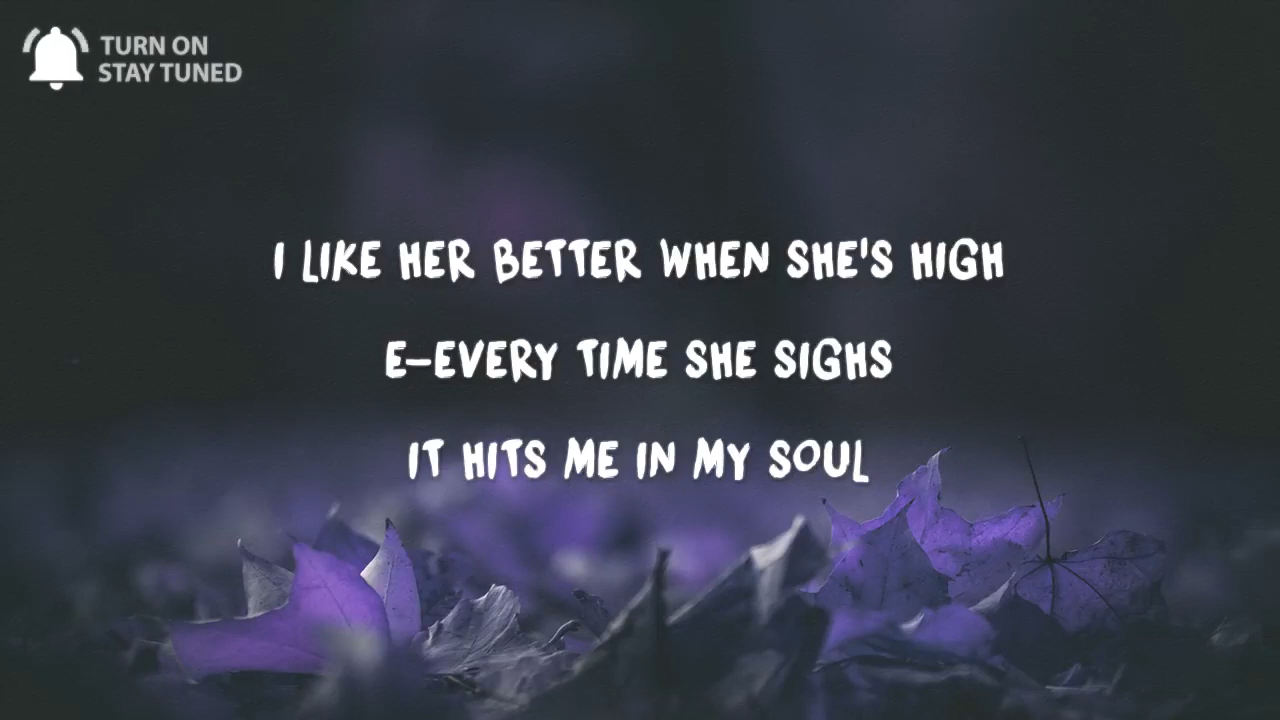 TURN ON
STAY TUNED
I LIKE HER BETTER WHEN SHE'S HIGH
E-EVERY TIME SHE SIGHS
IT HITS ME IN MY SOUL